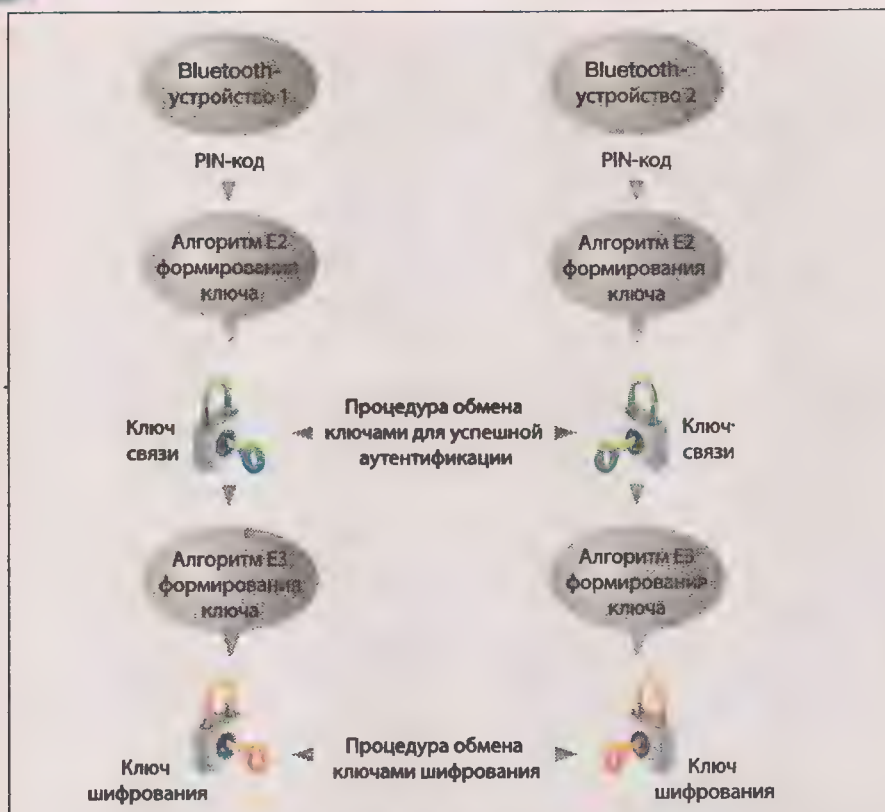 Bluetooth-
устройство 1
Bluetooth-
устройство 2
PIN-код
PIN-код
Алгоритм E2
формирования
ключа
Алгоритм E2
формирования
ключа
Ключ
связи
Процедура обмена
ключами для успешной
аутентификации
Ключ
связи
Алгоритм E3
формирования
ключа
Алгоритм E3
формирования
ключа
Ключ
шифрования
Процедура обмена
ключами шифрования
Ключ
шифрования